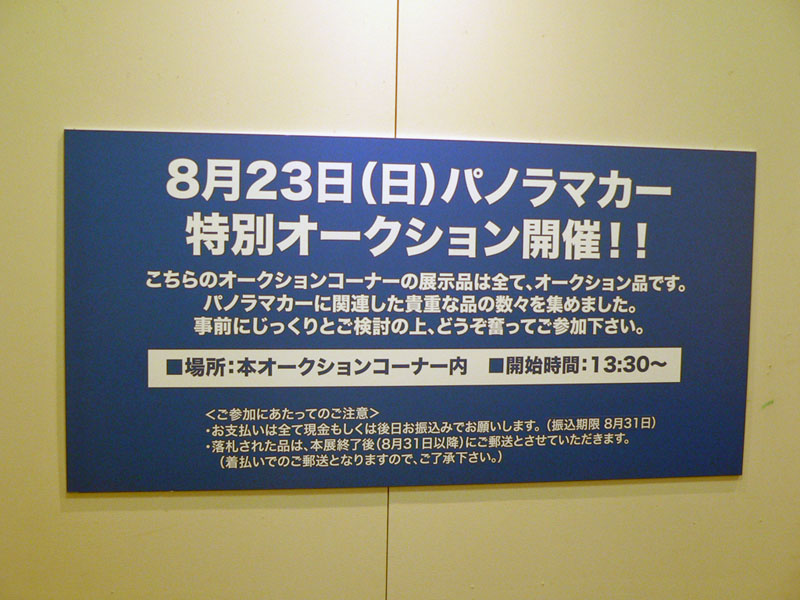 8月23日(日)パノラマカー
特別オークション開催!!
こちらのオークションコーナーの展示品は全て、オークション品です。
パノラマカーに関連した貴重な品の数々を集めました。
事前にじっくりとご検討の上、どうぞ奮ってご参加下さい。
■場所:本オークションコーナー内 ■開始時間:13:30〜
<ご参加にあたってのご注意>
・お支払いは全て現金もしくは後日お振込みでお願いします。(振込期限 8月31日)
・落札された品は、本展終了後(8月31日以降)にご郵送とさせていただきます。
(着払いでのご郵送となりますので、ご了承下さい。)